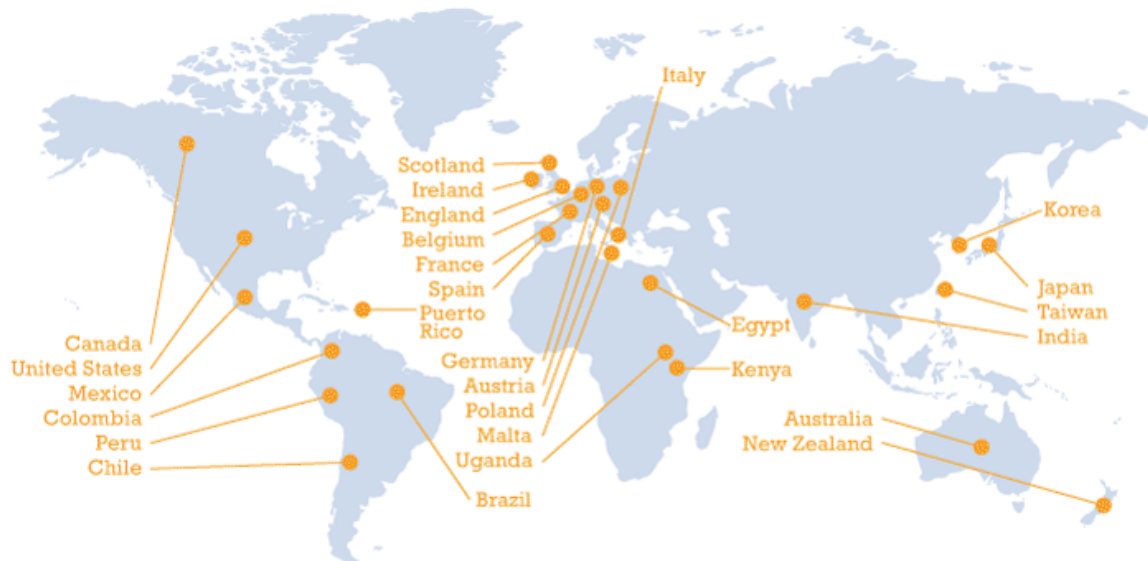 Italy
Scotland
Ireland
England
Belgium
France
Spain
Puerto
Rico
Korea
Japan
Taiwan
India
Egypt
Kenya
Canada
United States
Mexico
Colombia
Peru
Chile
Germany
Austria
Poland
Malta
Uganda
Brazil
Australia
New Zealand